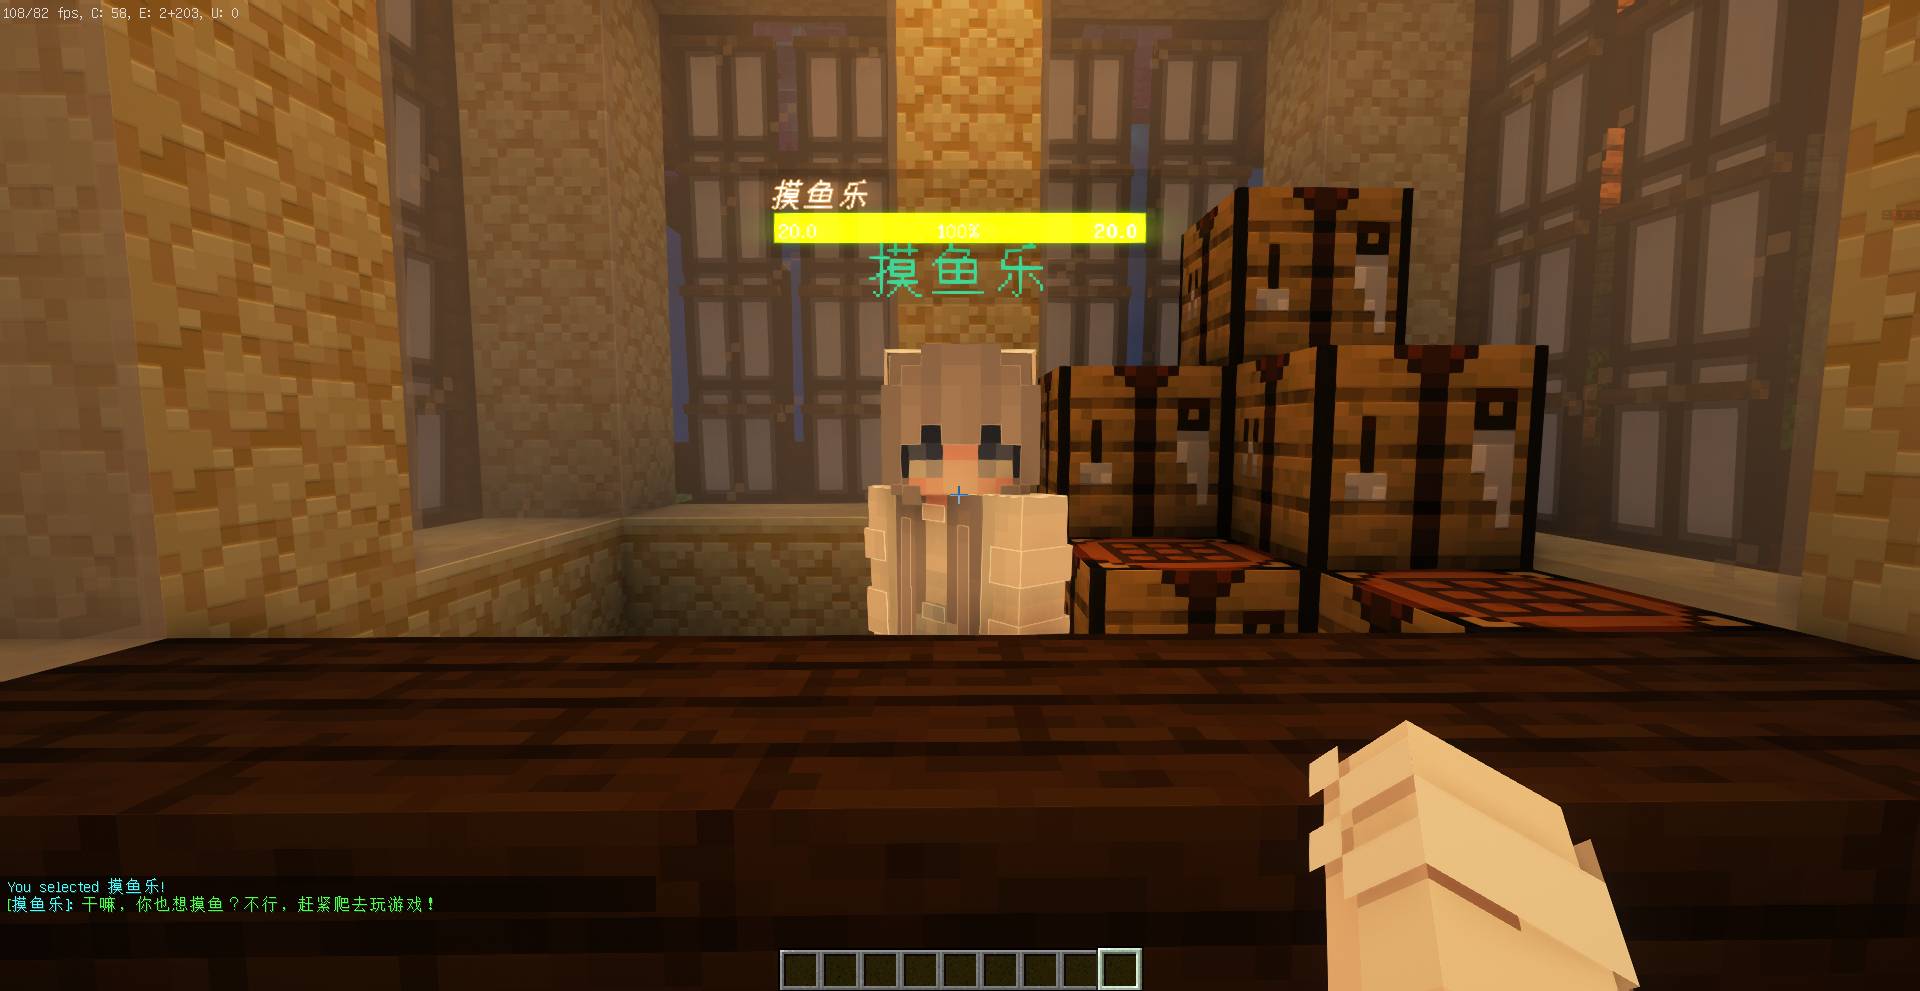 108/82 fps, C: 58, E: 2+203, U: 0
摸鱼乐
20.0 100% 20.0
摸鱼乐
You selected 摸鱼乐!
[摸鱼乐]: 干嘛，你也想摸鱼？不行，赶紧爬去玩游戏！